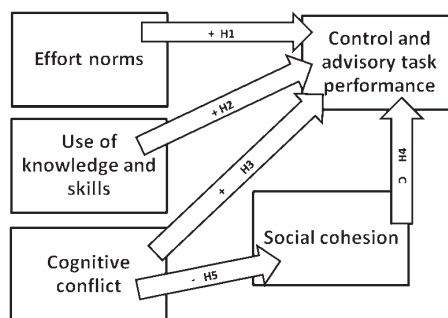 Effort norms
+ H1
Control and
advisory task
performance
Use of
knowledge and
skills
+ H2
+ H3
C H4
Social cohesion
Cognitive
conflict
- H5